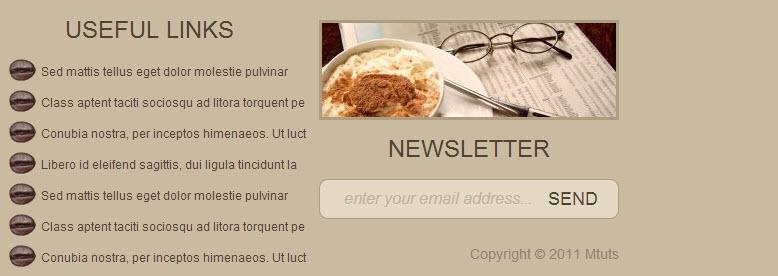 USEFUL LINKS
Sed mattis tellus eget dolor molestie pulvinar
Class aptent taciti sociosqu ad litora torquent pe
Conubia nostra, per inceptos himenaeos. Ut luct
Libero id eleifend sagittis, dui ligula tincidunt la
Sed mattis tellus eget dolor molestie pulvinar
Class aptent taciti sociosqu ad litora torquent pe
Conubia nostra, per inceptos himenaeos. Ut luct
NEWSLETTER
enter your email address... SEND
Copyright © 2011 Mtuts